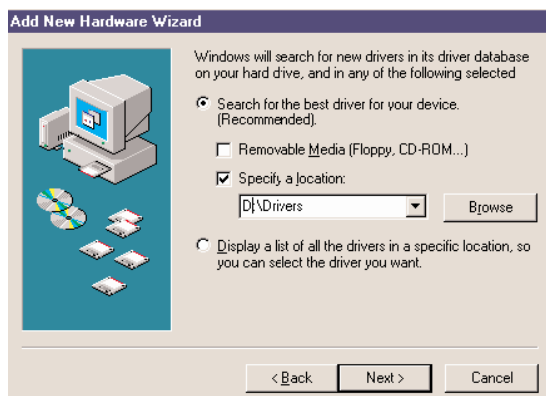 Add New Hardware Wizard
Windows will search for new drivers in its driver database
on your hard drive, and in any of the following selected
Search for the best driver for your device.
(Recommended).
Removable Media (Floppy, CD-ROM...)
Specify a location:
D:\Drivers
Browse
Display a list of all the drivers in a specific location, so
you can select the driver you want.
< Back
Next >
Cancel